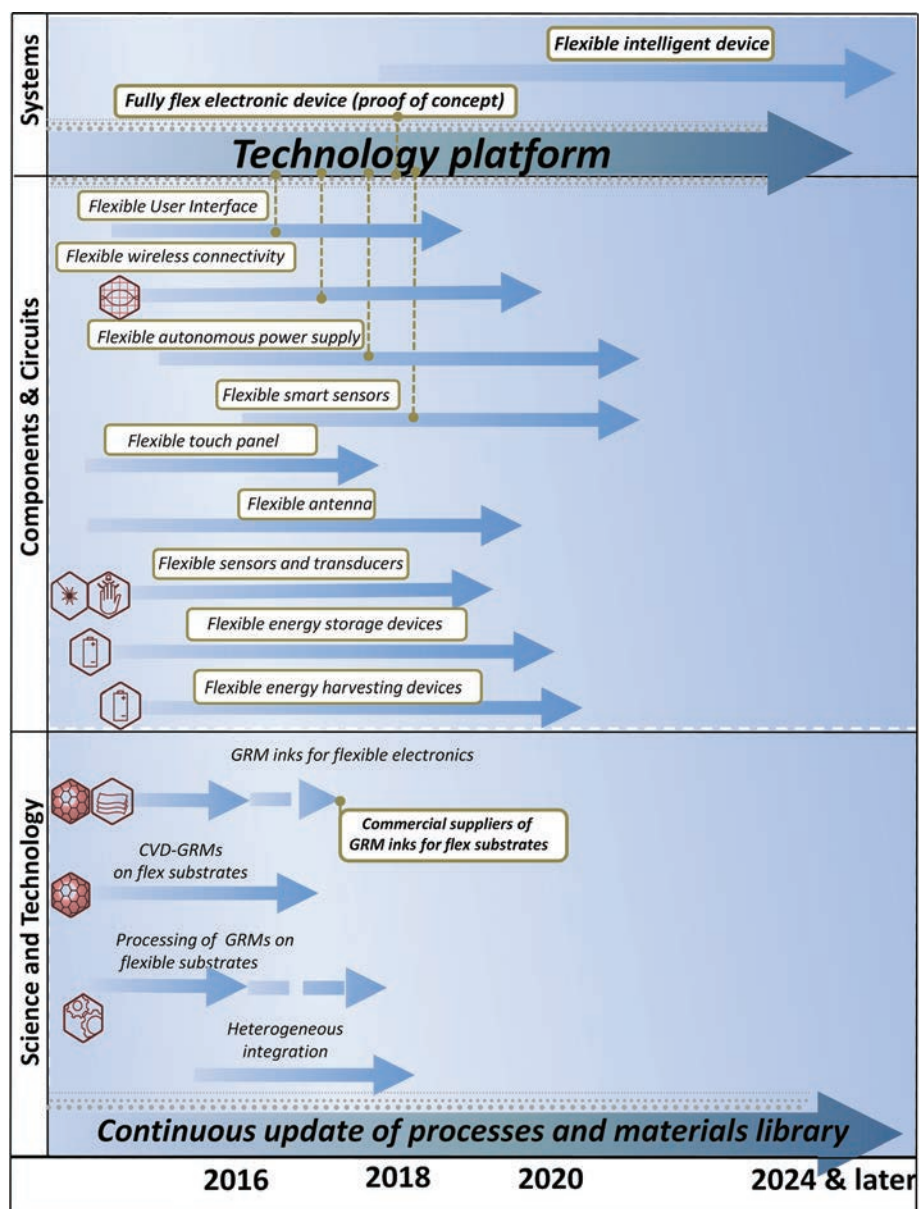 Systems
Flexible intelligent device
Fully flex electronic device (proof of concept)
Technology platform
Components & Circuits
Flexible User Interface
Flexible wireless connectivity
Flexible autonomous power supply
Flexible smart sensors
Flexible touch panel
Flexible antenna
Flexible sensors and transducers
Flexible energy storage devices
Flexible energy harvesting devices
Science and Technology
GRM inks for flexible electronics
Commercial suppliers of
GRM inks for flex substrates
CVD-GRMs
on flex substrates
Processing of GRMs on
flexible substrates
Heterogeneous
integration
Continuous update of processes and materials library
2016
2018
2020
2024 & later